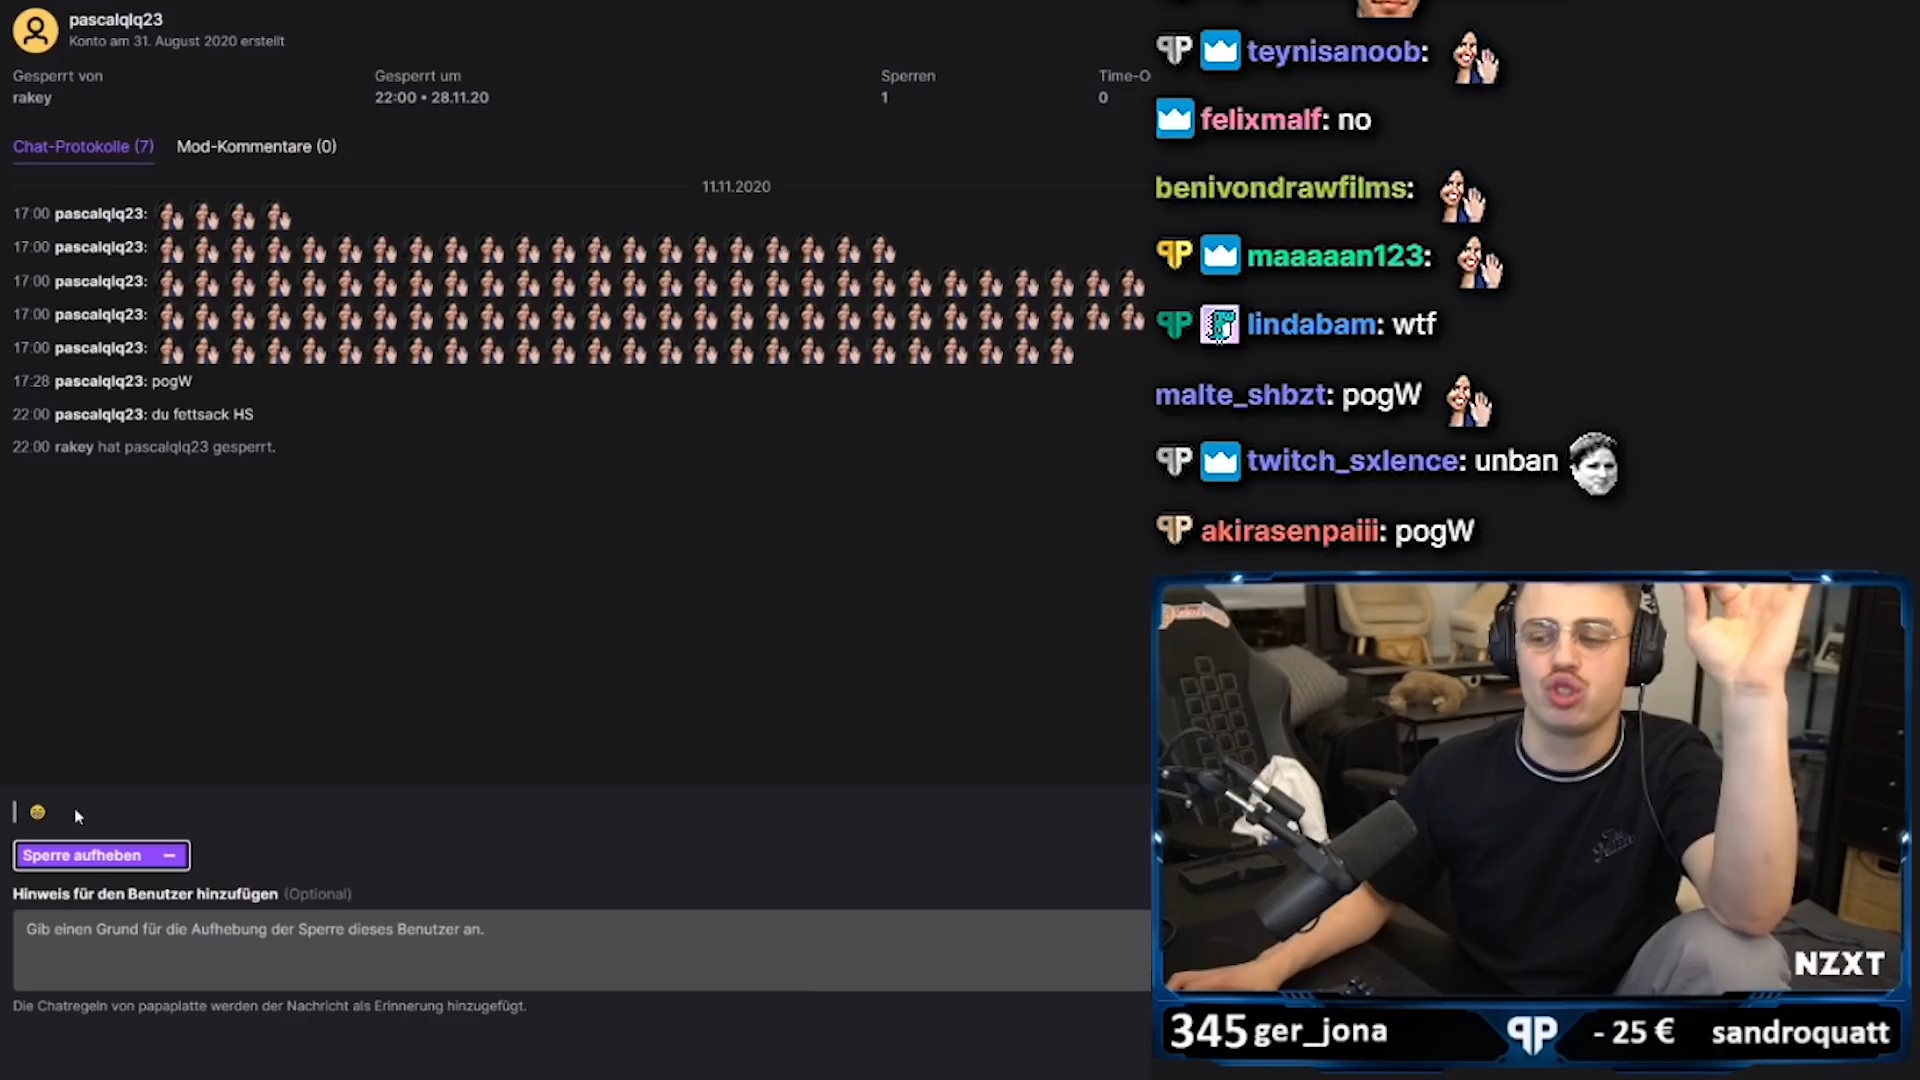 pascalqlq23
Konto am 31. August 2020 erstellt
Gesperrt von
rakey
Gesperrt um
22:00 • 28.11.20
Sperren
1
Time-O
0
Chat-Protokolle (7)
Mod-Kommentare (0)
11.11.2020
17:00 pascalqlq23:
17:00 pascalqlq23:
17:00 pascalqlq23:
17:00 pascalqlq23:
17:00 pascalqlq23:
17:28 pascalqlq23: pogW
22:00 pascalqlq23: du fettsack HS
22:00 rakey hat pascalqlq23 gesperrt.
Sperre aufheben
Hinweis für den Benutzer hinzufügen (Optional)
Gib einen Grund für die Aufhebung der Sperre dieses Benutzer an.
Die Chatregeln von papaplatte werden der Nachricht als Erinnerung hinzugefügt.
teynisanoob:
felixmalf: no
benivondrawfilms:
maaaaan123:
lindabam: wtf
malte_shbzt: pogW
twitch_sxlence: unban
akirasenpaiii: pogW
NZXT
345 ger_jona
- 25 € sandroquatt